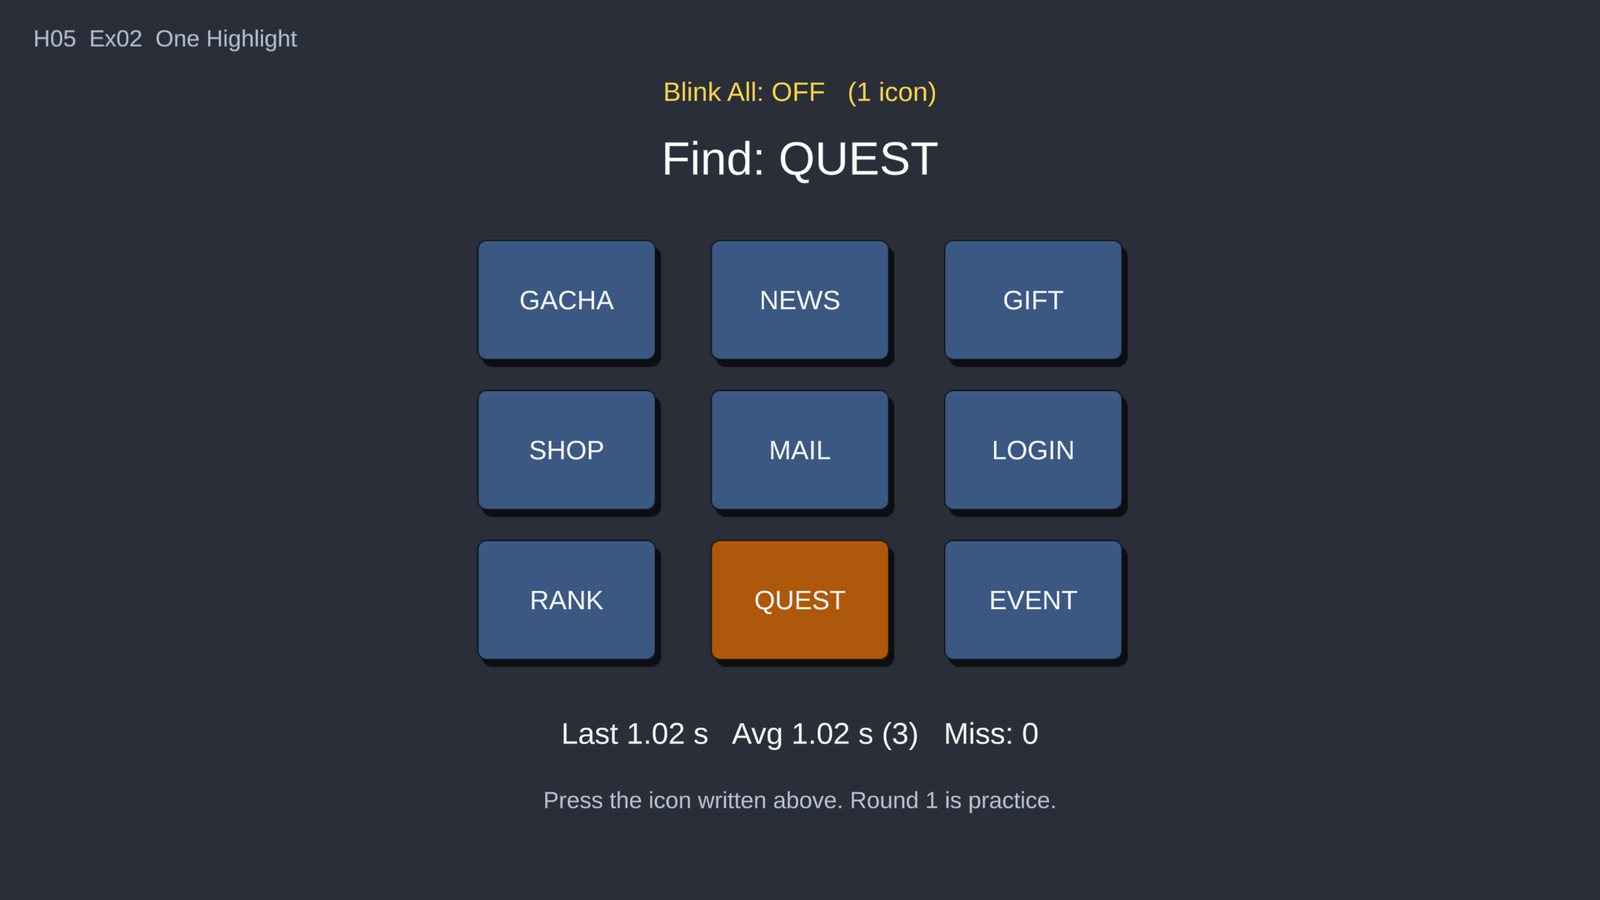 H05  Ex02  One Highlight
Blink All: OFF   (1 icon)
Find: QUEST
GACHA
NEWS
GIFT
SHOP
MAIL
LOGIN
RANK
QUEST
EVENT
Last 1.02 s   Avg 1.02 s (3)   Miss: 0
Press the icon written above. Round 1 is practice.